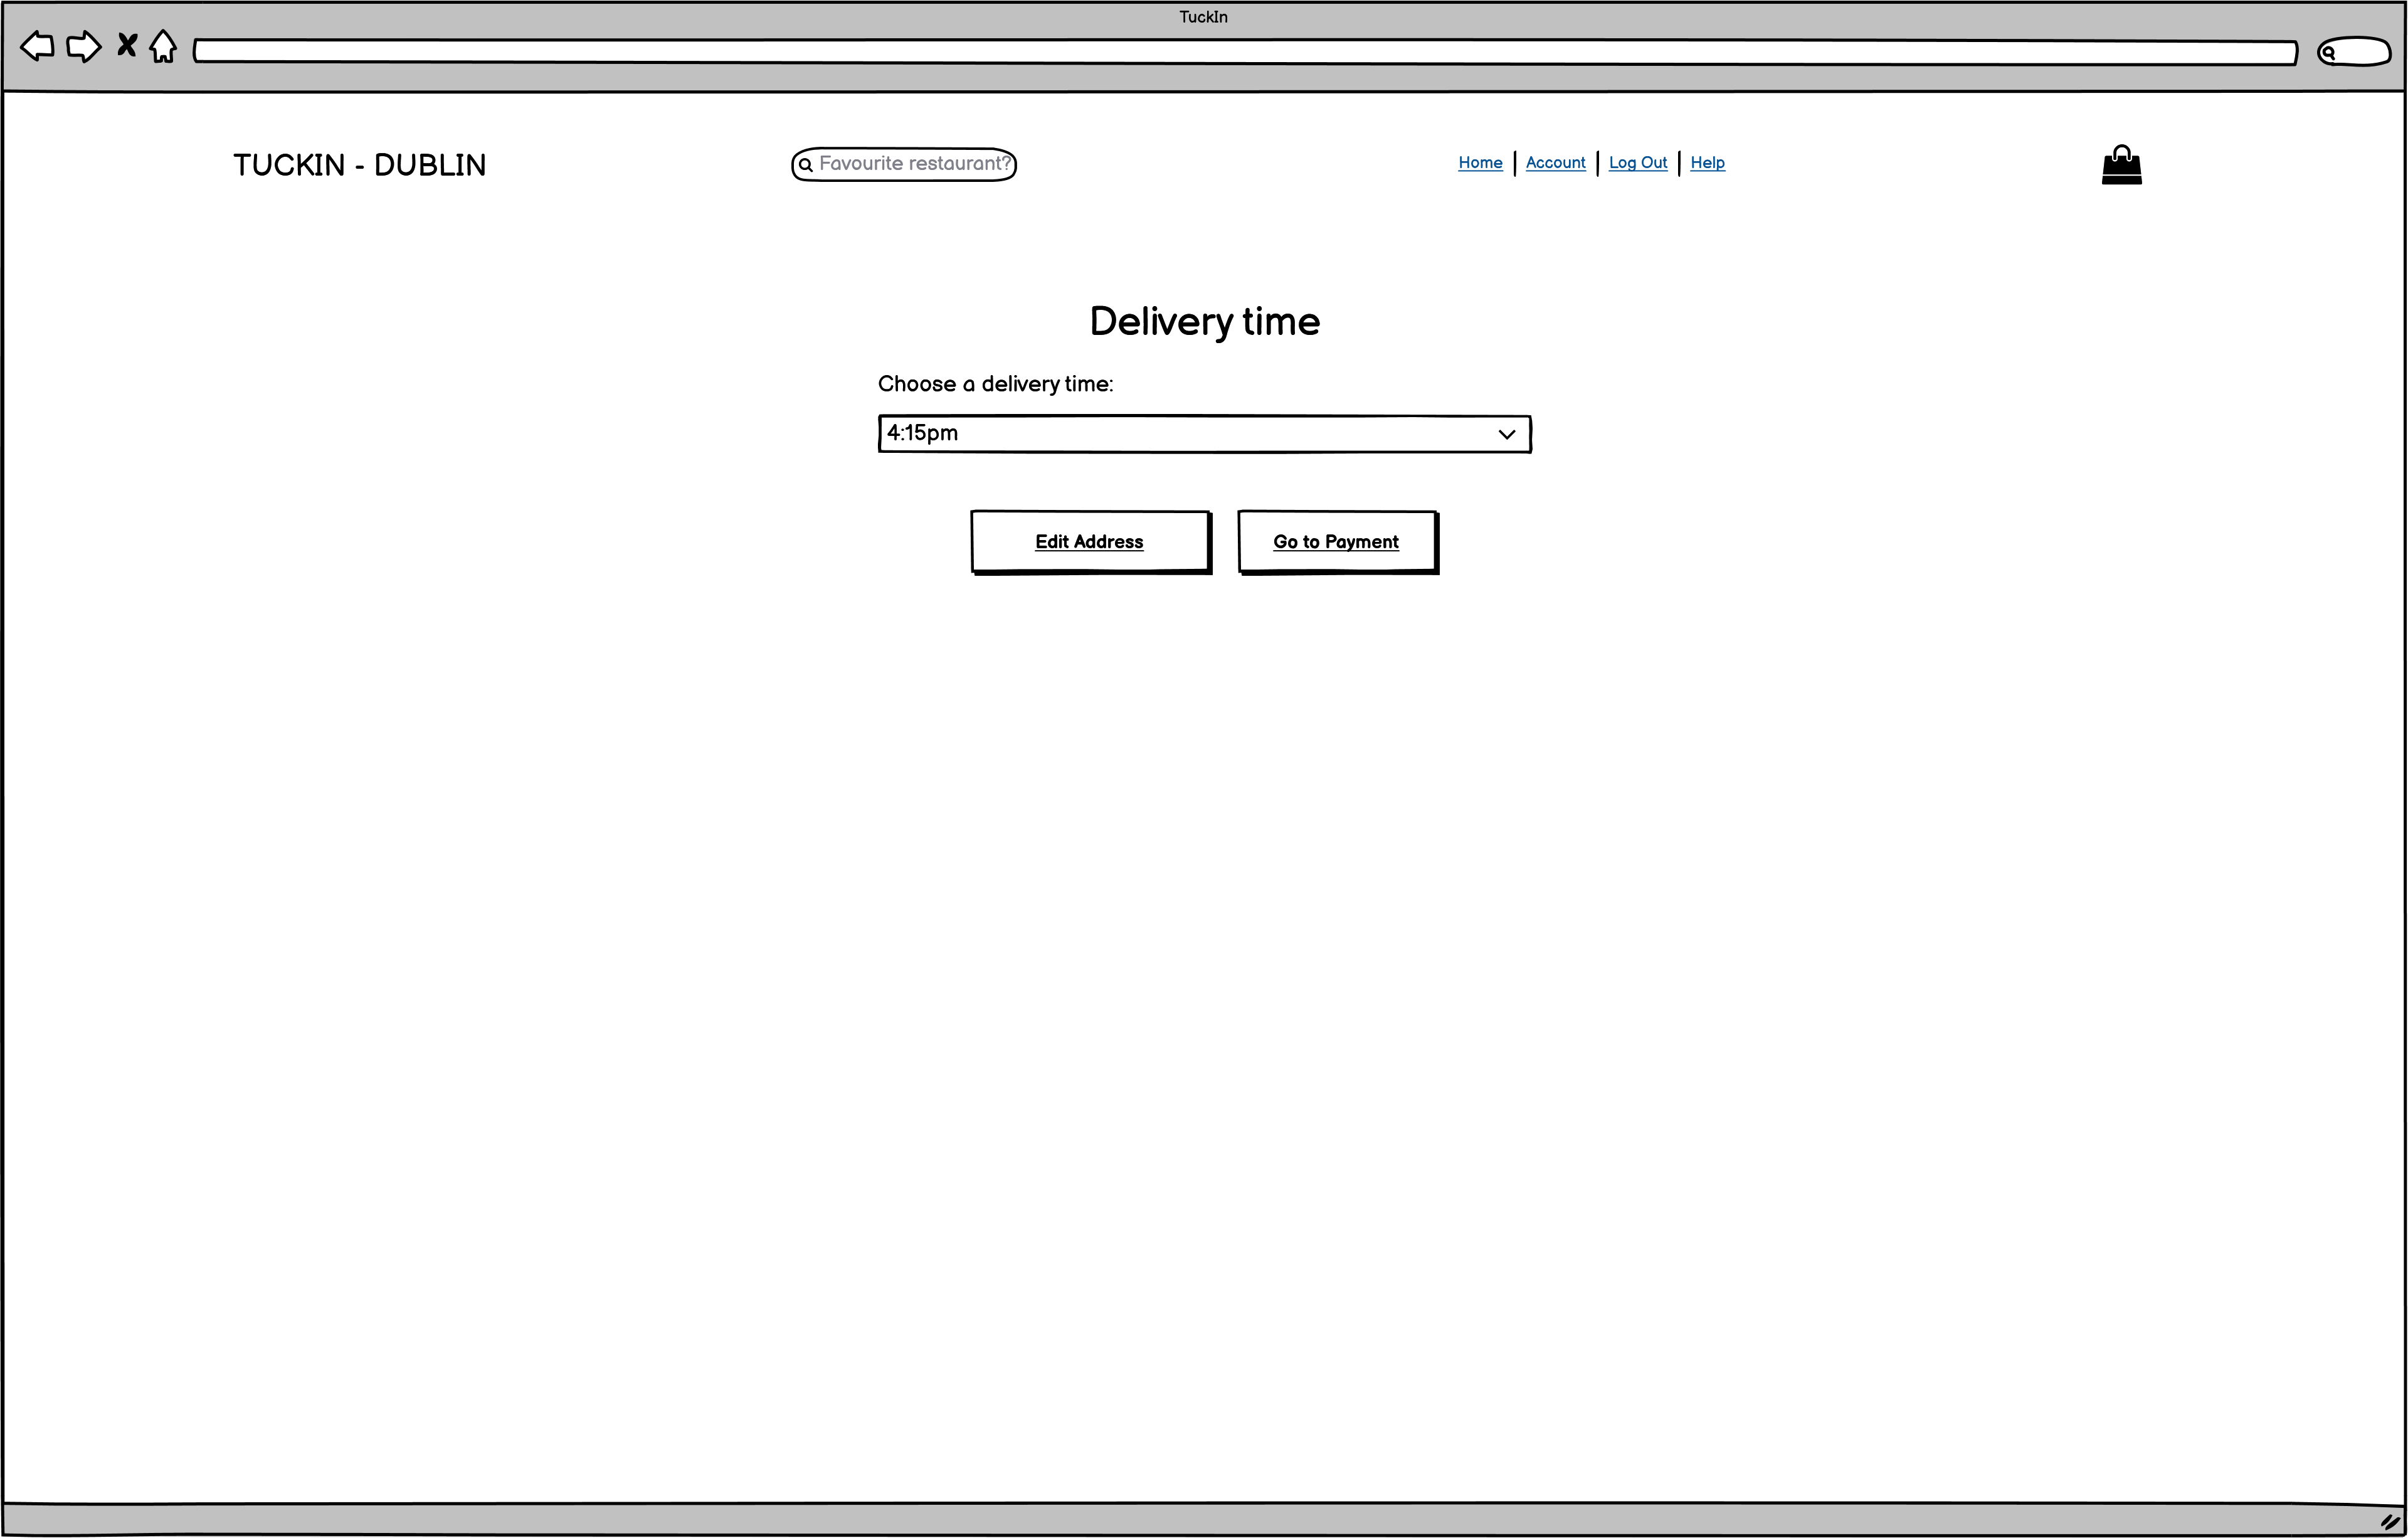 TuckIn
TUCKIN - DUBLIN
Favourite restaurant?
Home | Account | Log Out | Help
Delivery time
Choose a delivery time:
4:15pm
Edit Address
Go to Payment